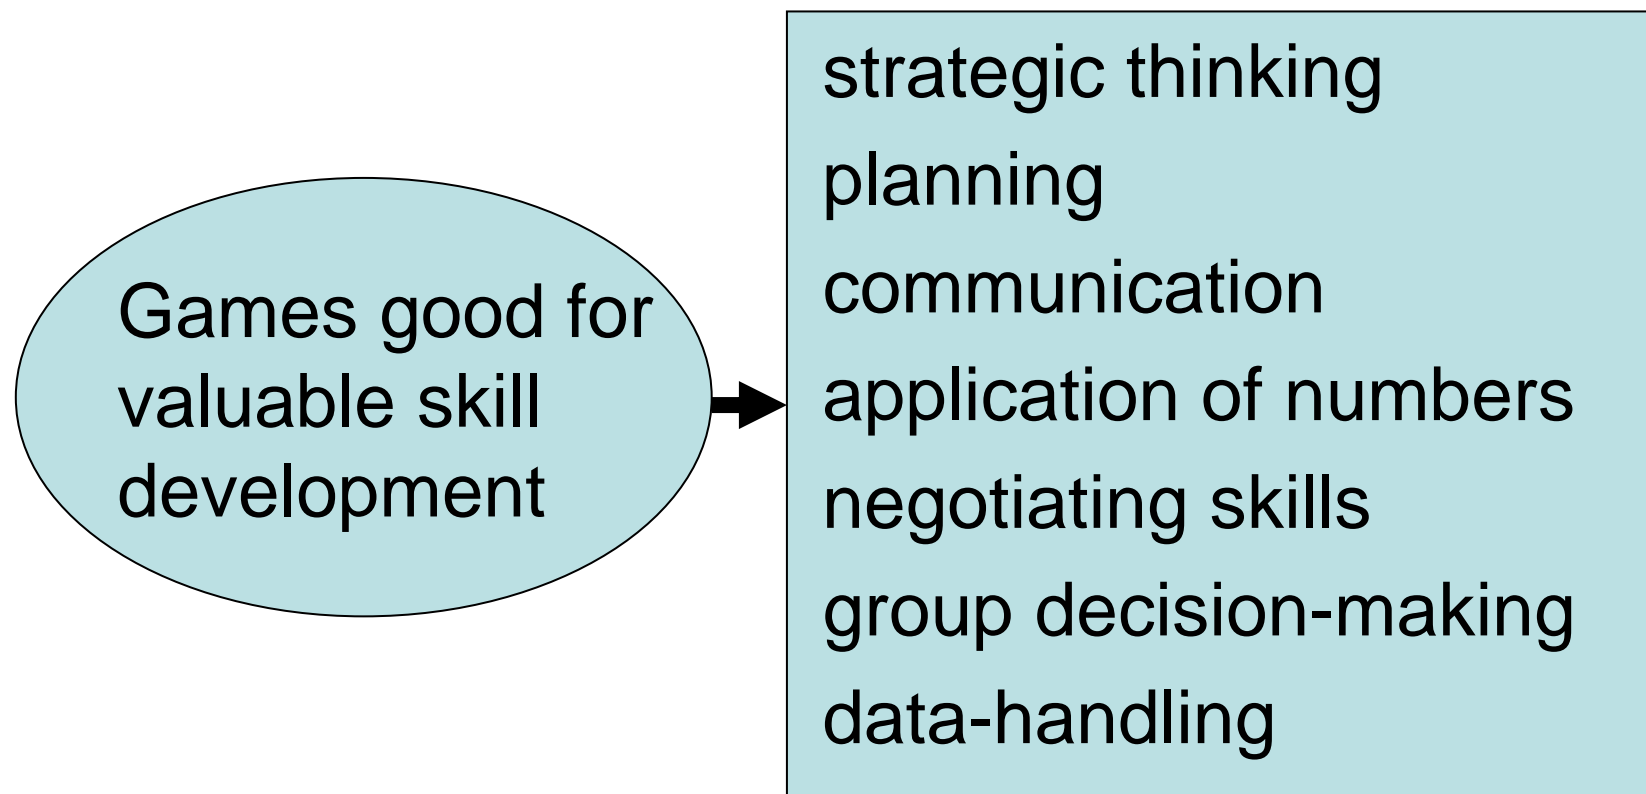 Games good for
valuable skill
development
strategic thinking
planning
communication
application of numbers
negotiating skills
group decision-making
data-handling